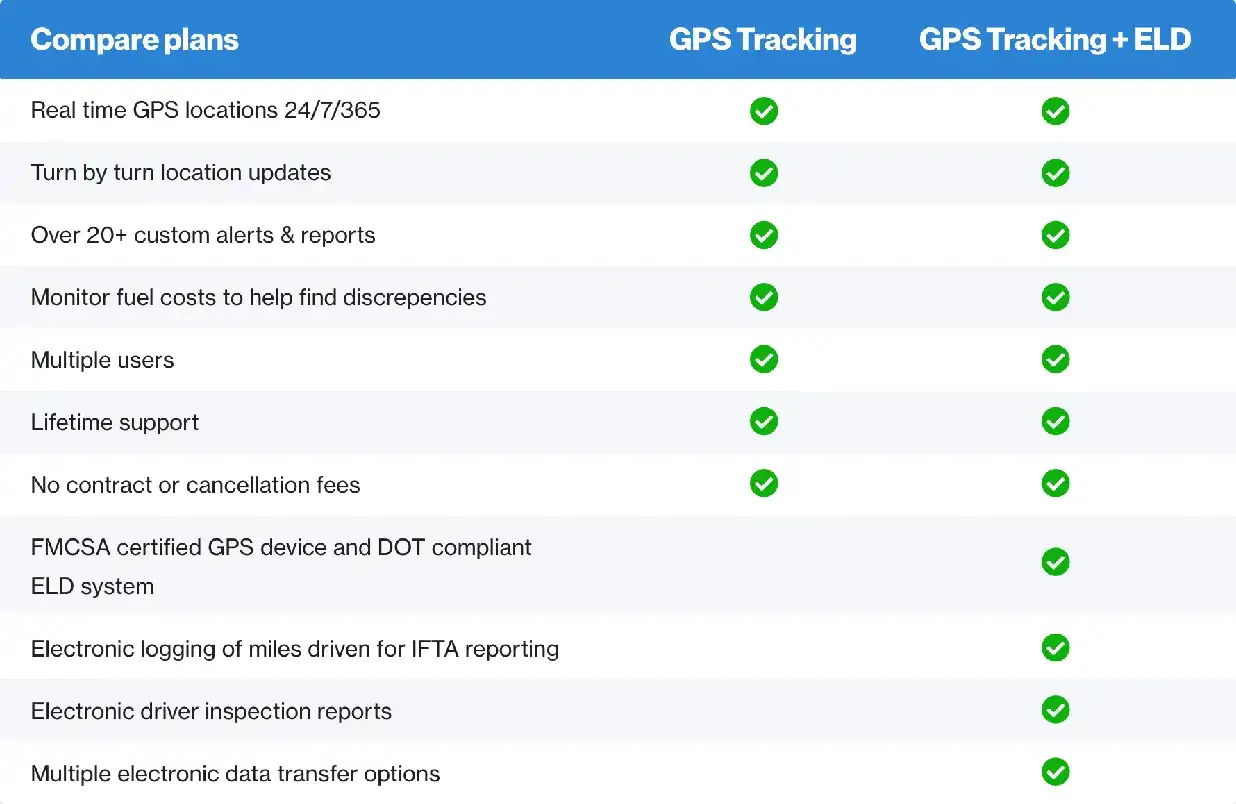 Compare plans GPS Tracking GPS Tracking + ELD
Real time GPS locations 24/7/365
Turn by turn location updates
Over 20+ custom alerts & reports
Monitor fuel costs to help find discrepencies
Multiple users
Lifetime support
No contract or cancellation fees
FMCSA certified GPS device and DOT compliant
ELD system
Electronic logging of miles driven for IFTA reporting
Electronic driver inspection reports
Multiple electronic data transfer options